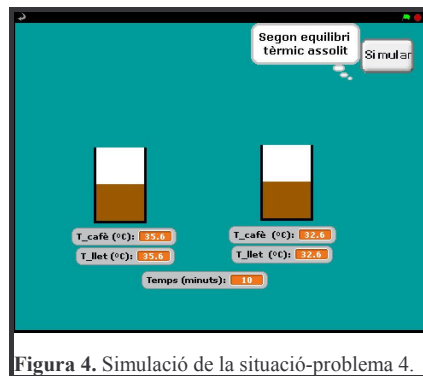 Segon equilibri
tèrmic assolit
Simular
T_cafè (ºC): 35.6
T_llet (ºC): 35.6
T_cafè (ºC): 32.6
T_llet (ºC): 32.6
Temps (minuts): 10
Figura 4. Simulació de la situació-problema 4.